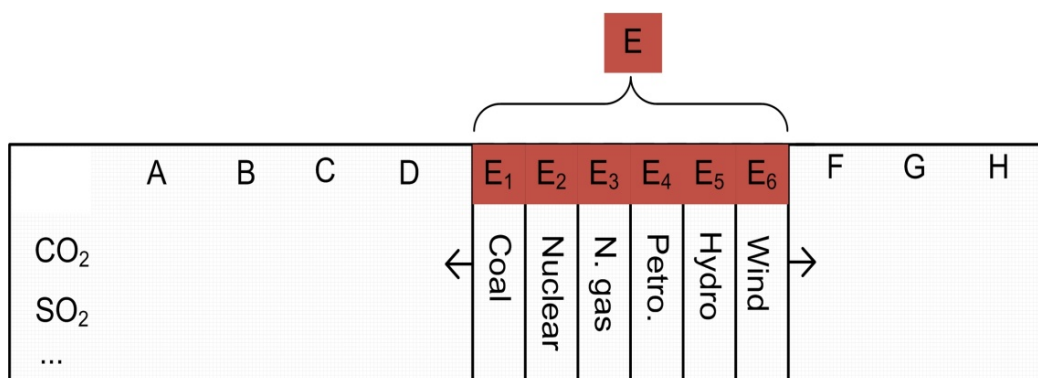 E
A B C D E₁ E₂ E₃ E₄ E₅ E₆ F G H
Coal
Nuclear
N. gas
Petro.
Hydro
Wind
CO₂
SO₂
...